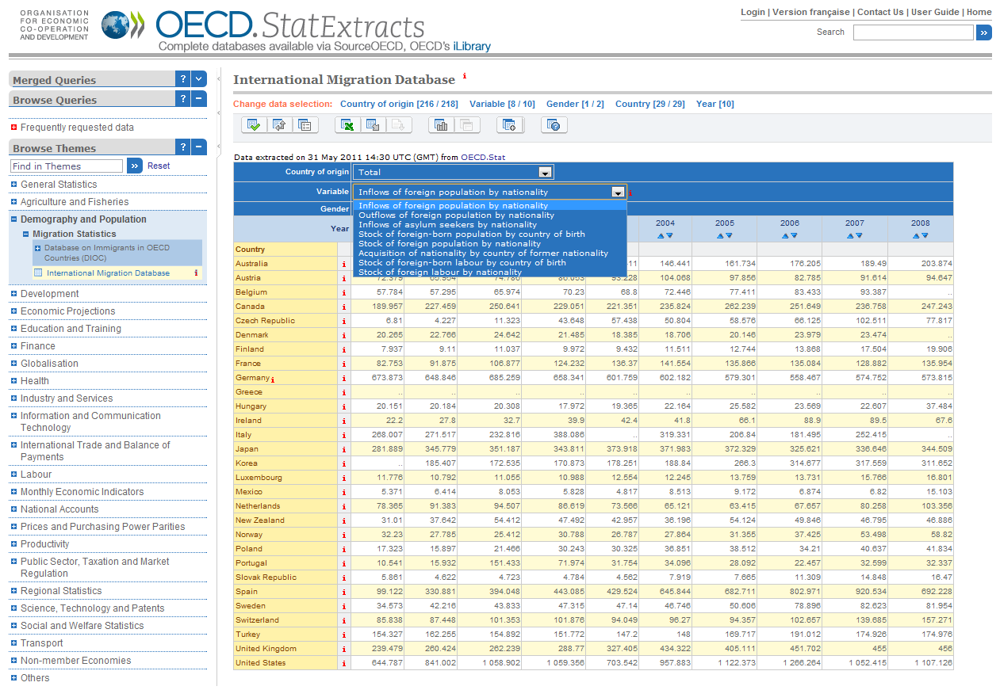 ORGANISATION
FOR ECONOMIC
CO-OPERATION
AND DEVELOPMENT
OECD.StatExtracts
Complete databases available via SourceOECD, OECD's iLibrary
Login | Version française | Contact Us | User Guide | Home
Search
Merged Queries ?
Browse Queries ?
Frequently requested data
Browse Themes ?
Find in Themes Reset
General Statistics
Agriculture and Fisheries
Demography and Population
Migration Statistics
Database on Immigrants in OECD
Countries (DIOC)
International Migration Database i
Development
Economic Projections
Education and Training
Finance
Globalisation
Health
Industry and Services
Information and Communication
Technology
International Trade and Balance of
Payments
Labour
Monthly Economic Indicators
National Accounts
Prices and Purchasing Power Parities
Productivity
Public Sector, Taxation and Market
Regulation
Regional Statistics
Science, Technology and Patents
Social and Welfare Statistics
Transport
Non-member Economies
Others
International Migration Database i
Change data selection: Country of origin [216 / 218] Variable [8 / 10] Gender [1 / 2] Country [29 / 29] Year [10]
Data extracted on 31 May 2011 14:30 UTC (GMT) from OECD.Stat
Country of origin Total
Variable Inflows of foreign population by nationality i
Gender
Inflows of foreign population by nationality
Outflows of foreign population by nationality
Inflows of asylum seekers by nationality
Stock of foreign-born population by country of birth
Stock of foreign population by nationality
Acquisition of nationality by country of former nationality
Stock of foreign-born labour by country of birth
Stock of foreign labour by nationality
Year 2004 2005 2006 2007 2008
Country
Australia i 146.441 161.734 176.205 189.49 203.874
Austria i 104.068 97.856 82.785 91.614 94.647
Belgium i 57.784 57.295 65.974 70.23 68.8 72.446 77.411 83.433 93.387 ..
Canada i 189.957 227.459 250.641 229.051 221.351 235.824 262.239 251.649 236.758 247.243
Czech Republic i 6.81 4.227 11.323 43.648 57.438 50.804 58.576 66.125 102.511 77.817
Denmark i 20.265 22.766 24.642 21.485 18.385 18.706 20.146 23.979 23.474 ..
Finland i 7.937 9.11 11.037 9.972 9.432 11.511 12.744 13.868 17.504 19.906
France i 82.753 91.875 106.877 124.232 136.37 141.554 135.866 135.084 128.882 135.954
Germany i i 673.873 648.846 685.259 658.341 601.759 602.182 579.301 558.467 574.752 573.815
Greece i .. .. .. .. .. .. .. .. .. ..
Hungary i 20.151 20.184 20.308 17.972 19.365 22.164 25.582 23.569 22.607 37.484
Ireland i 22.2 27.8 32.7 39.9 42.4 41.8 66.1 88.9 89.5 67.6
Italy i 268.007 271.517 232.816 388.086 .. 319.331 206.84 181.495 252.415 ..
Japan i 281.889 345.779 351.187 343.811 373.918 371.983 372.329 325.621 336.646 344.509
Korea i .. 185.407 172.535 170.873 178.251 188.84 266.3 314.677 317.559 311.652
Luxembourg i 11.776 10.792 11.055 10.988 12.554 12.245 13.759 13.731 15.766 16.801
Mexico i 5.371 6.414 8.053 5.828 4.817 8.513 9.172 6.874 6.82 15.103
Netherlands i 78.365 91.383 94.507 86.619 73.566 65.121 63.415 67.657 80.258 103.356
New Zealand i 31.01 37.642 54.412 47.492 42.957 36.196 54.124 49.846 46.795 46.886
Norway i 32.23 27.785 25.412 30.788 26.787 27.864 31.355 37.425 53.498 58.82
Poland i 17.323 15.897 21.466 30.243 30.325 36.851 38.512 34.21 40.637 41.834
Portugal i 10.541 15.932 151.433 71.974 31.754 34.096 28.092 22.457 32.599 32.337
Slovak Republic i 5.861 4.622 4.723 4.784 4.562 7.919 7.665 11.309 14.848 16.47
Spain i 99.122 330.881 394.048 443.085 429.524 645.844 682.711 802.971 920.534 692.228
Sweden i 34.573 42.216 43.833 47.315 47.14 46.746 50.606 78.896 82.623 81.954
Switzerland i 85.838 87.448 101.353 101.876 94.049 96.27 94.357 102.657 139.685 157.271
Turkey i 154.327 162.255 154.892 151.772 147.2 148 169.717 191.012 174.926 174.976
United Kingdom i 239.479 260.424 262.239 288.77 327.405 434.322 405.111 451.702 455 456
United States i 644.787 841.002 1 058.902 1 059.356 703.542 957.883 1 122.373 1 266.264 1 052.415 1 107.126